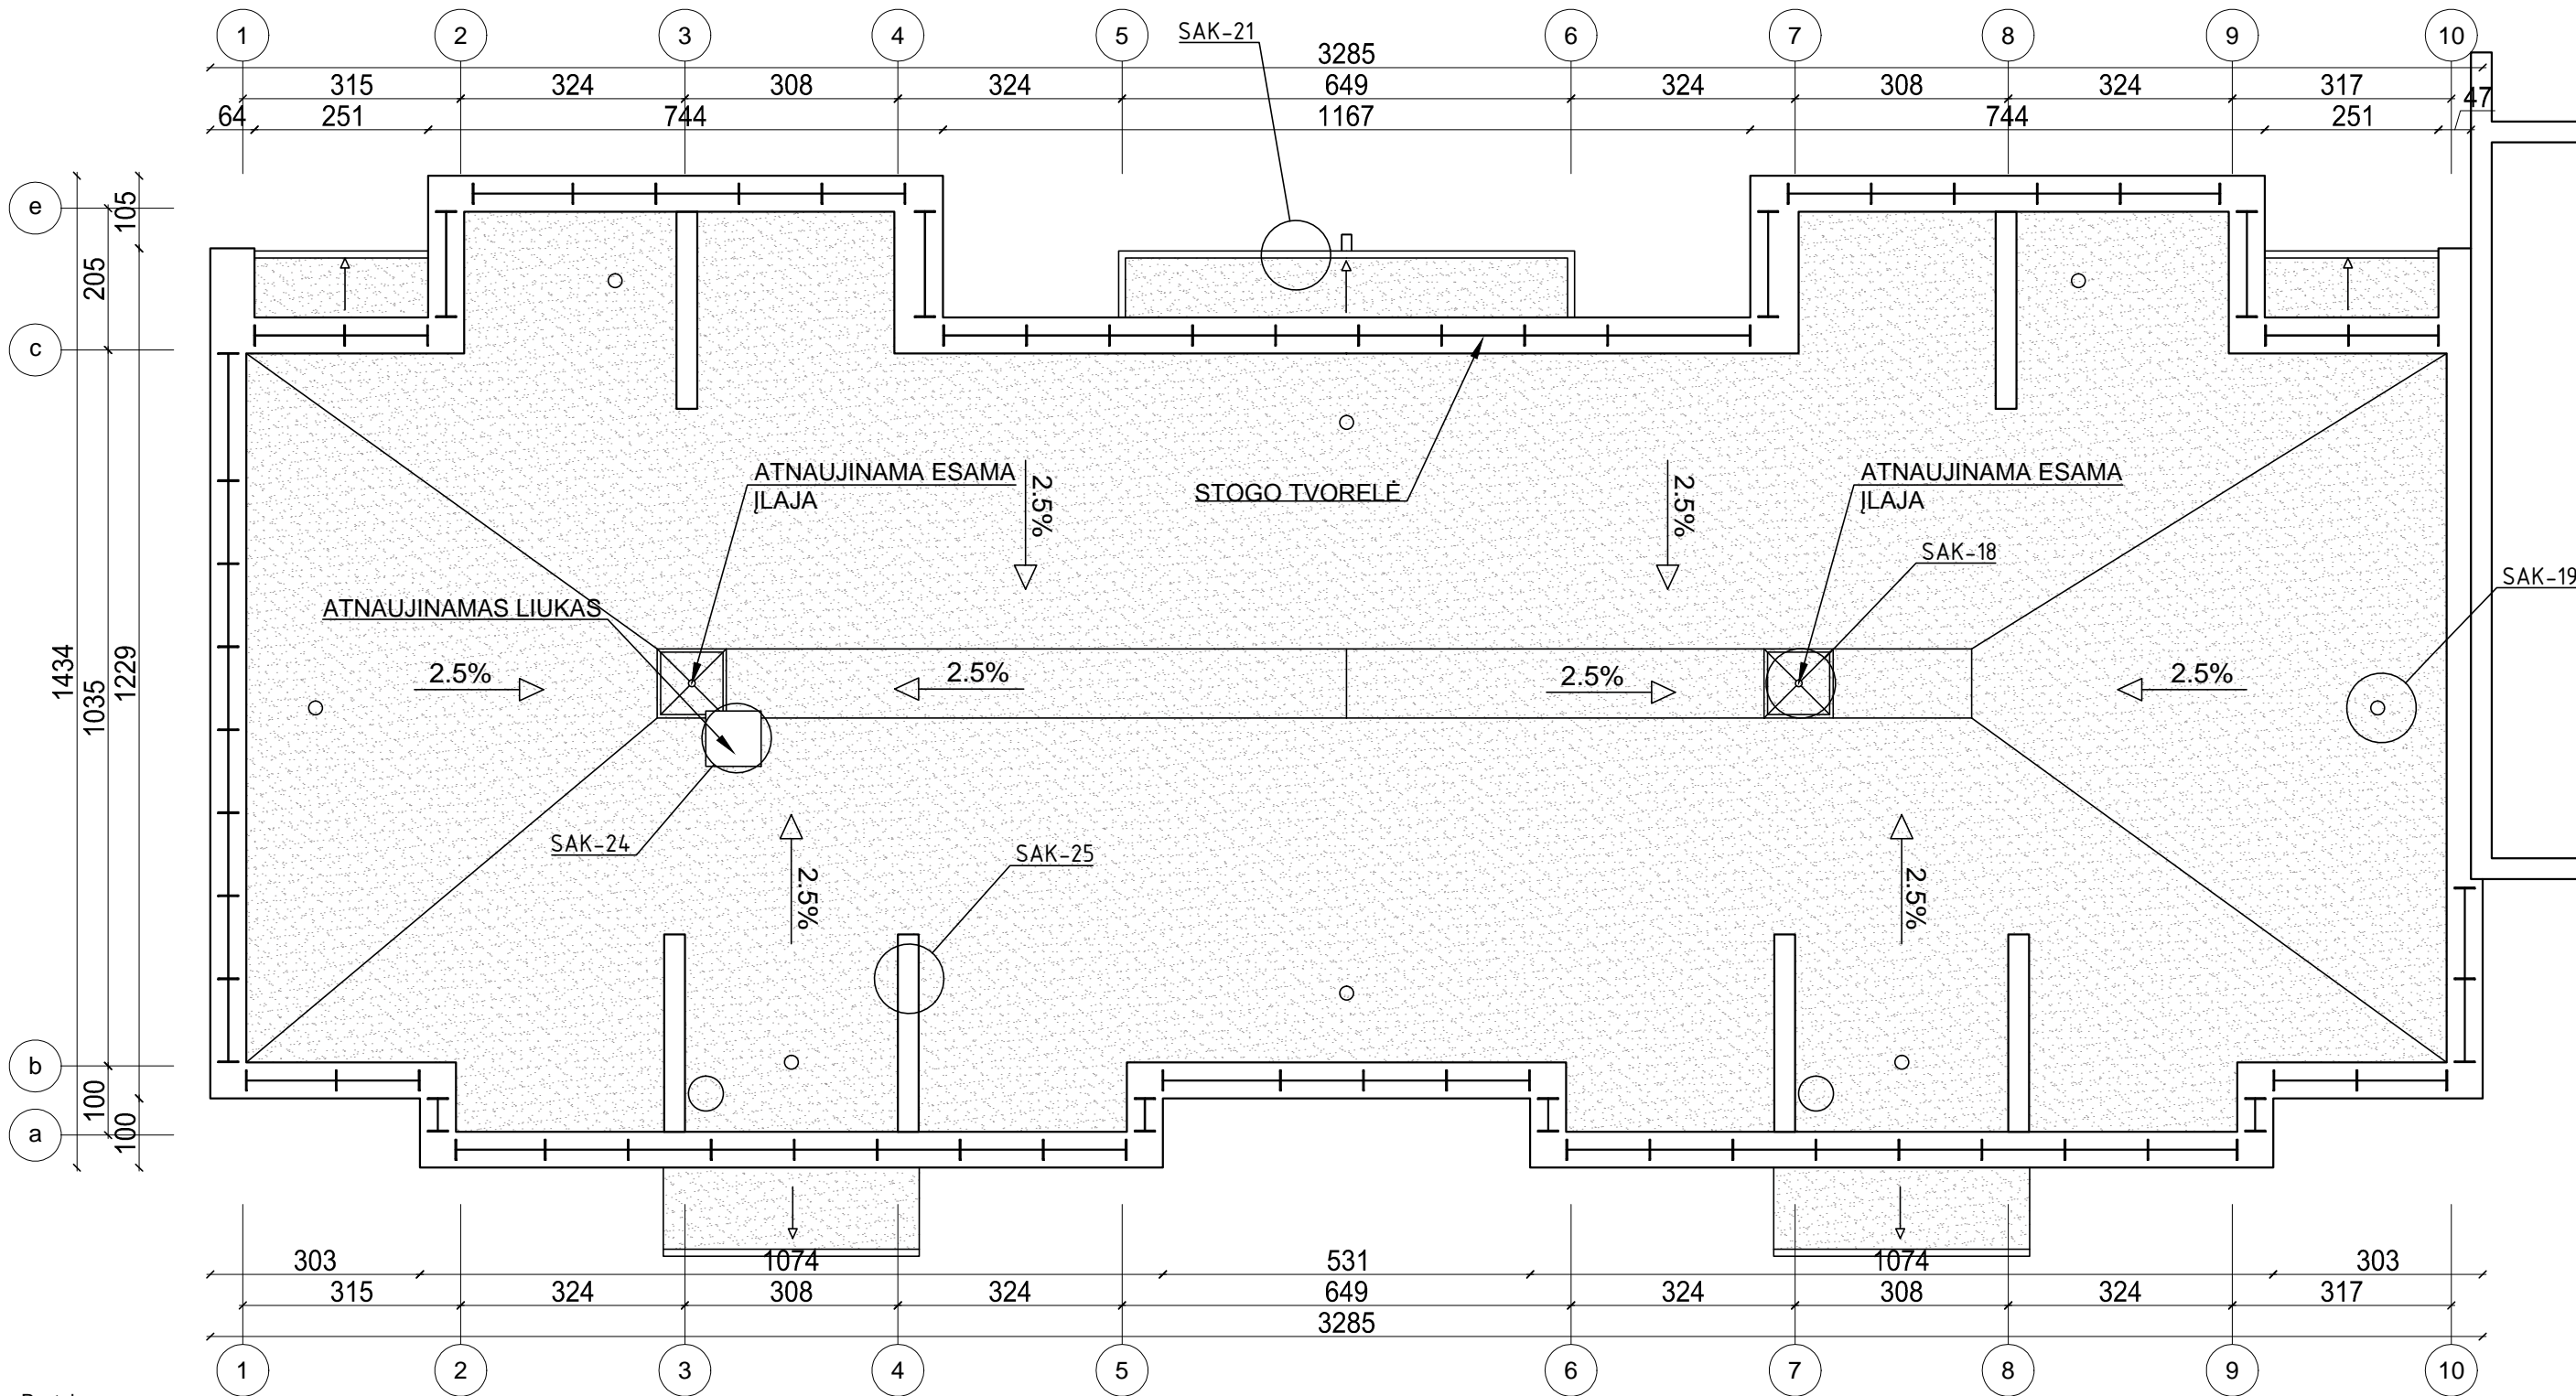 1 2 3 4 5 6 7 8 9 10
SAK-21
3285
315 324 308 324 649 324 308 324 317
64 251 744 1167 744 251 47
e
105
205
c
ATNAUJINAMA ESAMA
ĮLAJA
2.5%
STOGO TVORELĖ
2.5%
ATNAUJINAMA ESAMA
ĮLAJA
SAK-18
SAK-19
ATNAUJINAMAS LIUKAS
1434
1035
1229
2.5%
2.5%
2.5%
2.5%
SAK-24
SAK-25
2.5%
2.5%
b
100
100
a
303 1074 531 1074 303
315 324 308 324 649 324 308 324 317
3285
1 2 3 4 5 6 7 8 9 10